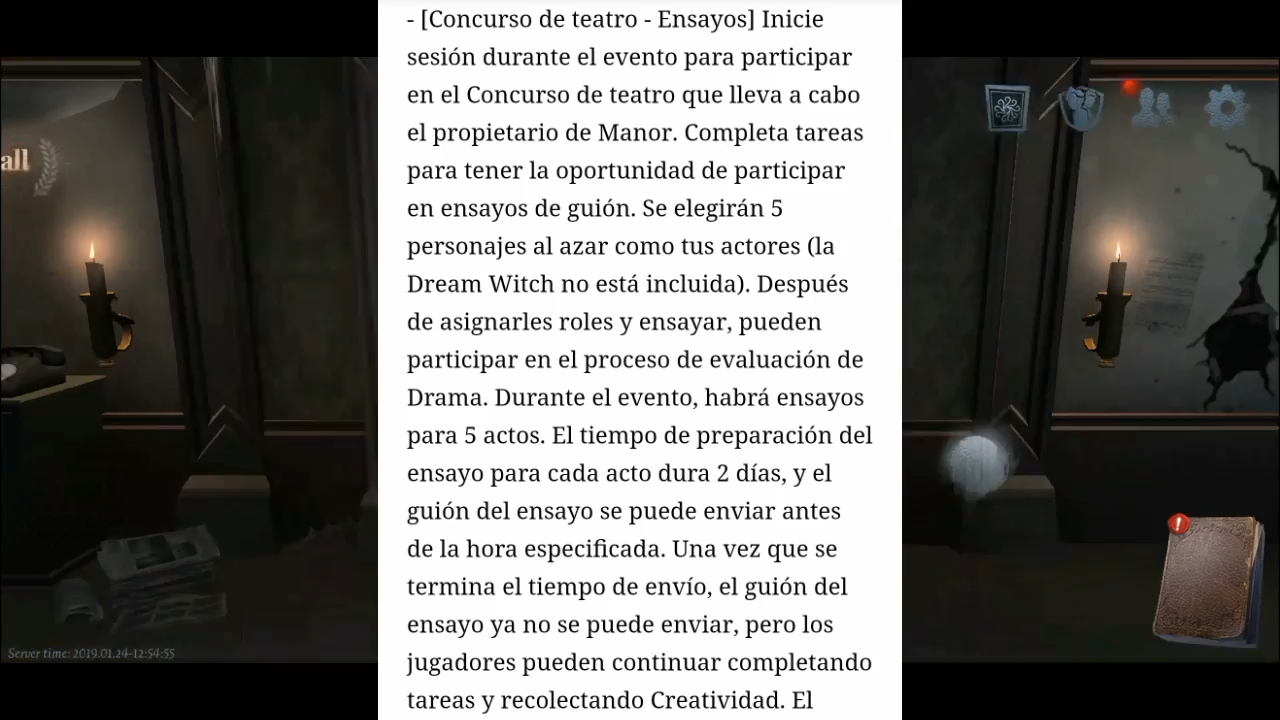 - [Concurso de teatro - Ensayos] Inicie
sesión durante el evento para participar
en el Concurso de teatro que lleva a cabo
el propietario de Manor. Completa tareas
para tener la oportunidad de participar
en ensayos de guión. Se elegirán 5
personajes al azar como tus actores (la
Dream Witch no está incluida). Después
de asignarles roles y ensayar, pueden
participar en el proceso de evaluación de
Drama. Durante el evento, habrá ensayos
para 5 actos. El tiempo de preparación del
ensayo para cada acto dura 2 días, y el
guión del ensayo se puede enviar antes
de la hora especificada. Una vez que se
termina el tiempo de envío, el guión del
ensayo ya no se puede enviar, pero los
jugadores pueden continuar completando
tareas y recolectando Creatividad. El
all
Server time: 2019.01.24-12:54:55